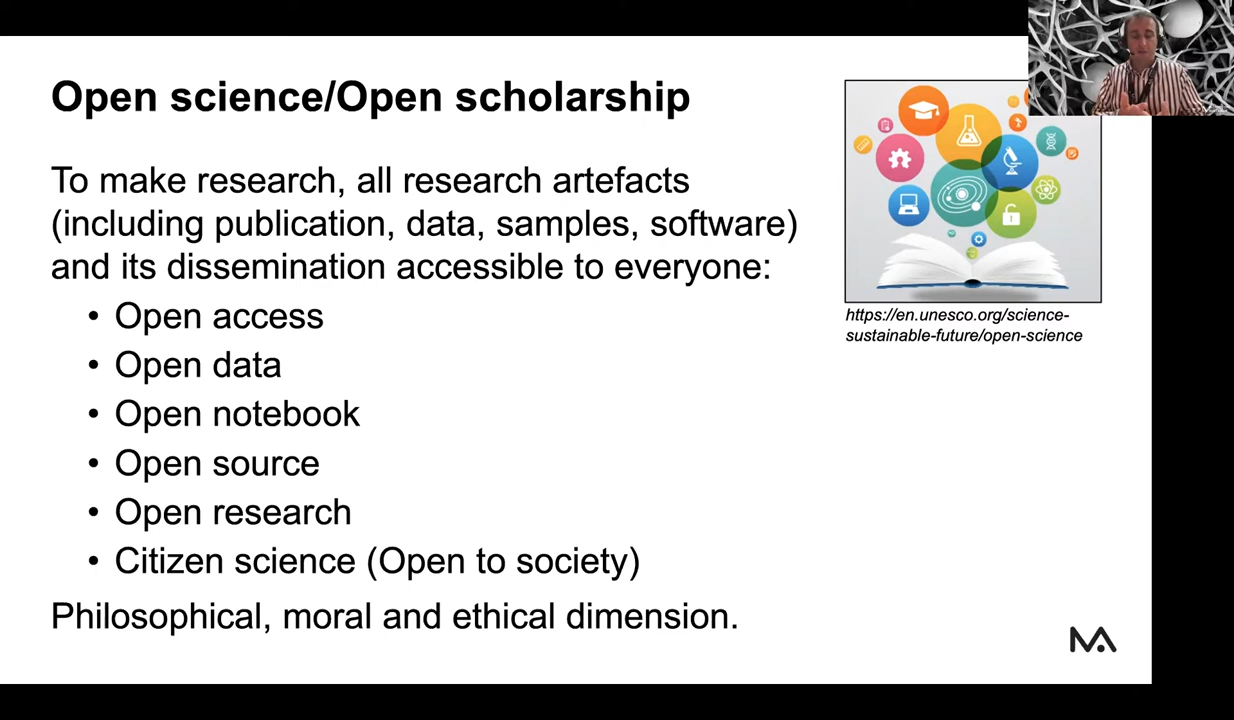 Open science/Open scholarship
To make research, all research artefacts
(including publication, data, samples, software)
and its dissemination accessible to everyone:
• Open access
• Open data
• Open notebook
• Open source
• Open research
• Citizen science (Open to society)
Philosophical, moral and ethical dimension.
https://en.unesco.org/science-
sustainable-future/open-science
MA